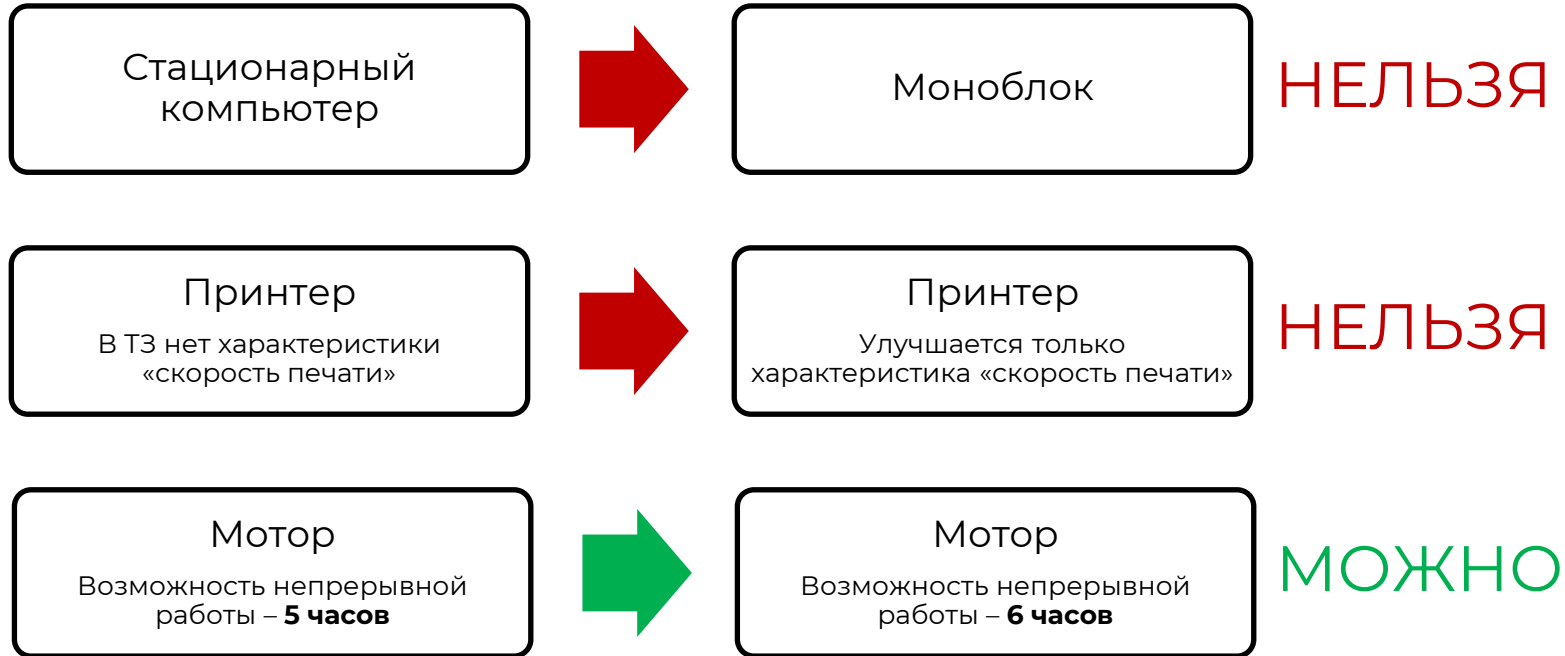 Стационарный
компьютер
Моноблок
НЕЛЬЗЯ
Принтер
В ТЗ нет характеристики
«скорость печати»
Принтер
Улучшается только
характеристика «скорость печати»
НЕЛЬЗЯ
Мотор
Возможность непрерывной
работы – 5 часов
Мотор
Возможность непрерывной
работы – 6 часов
МОЖНО